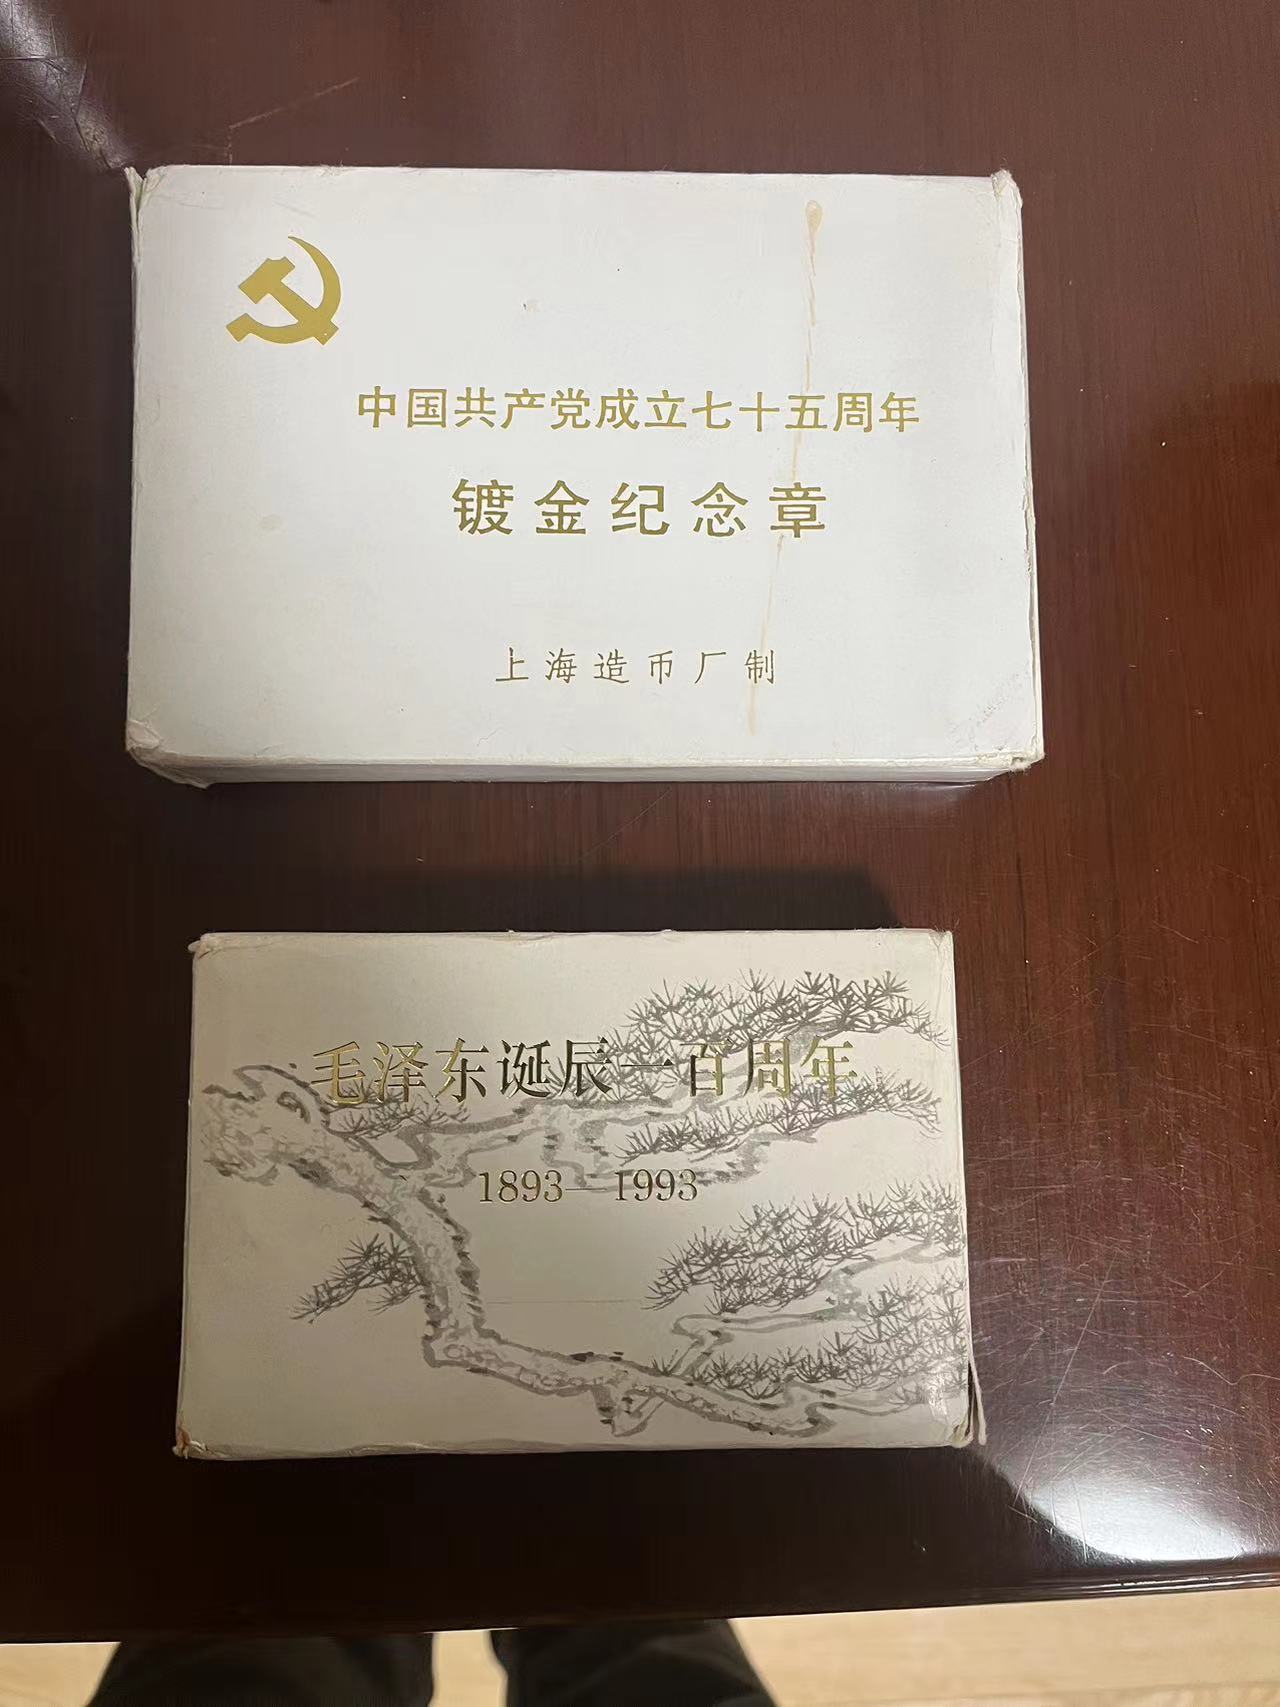 中国共产党成立七十五周年
镀金纪念章
上海造币厂制
毛泽东诞辰一百周年
1893—1993